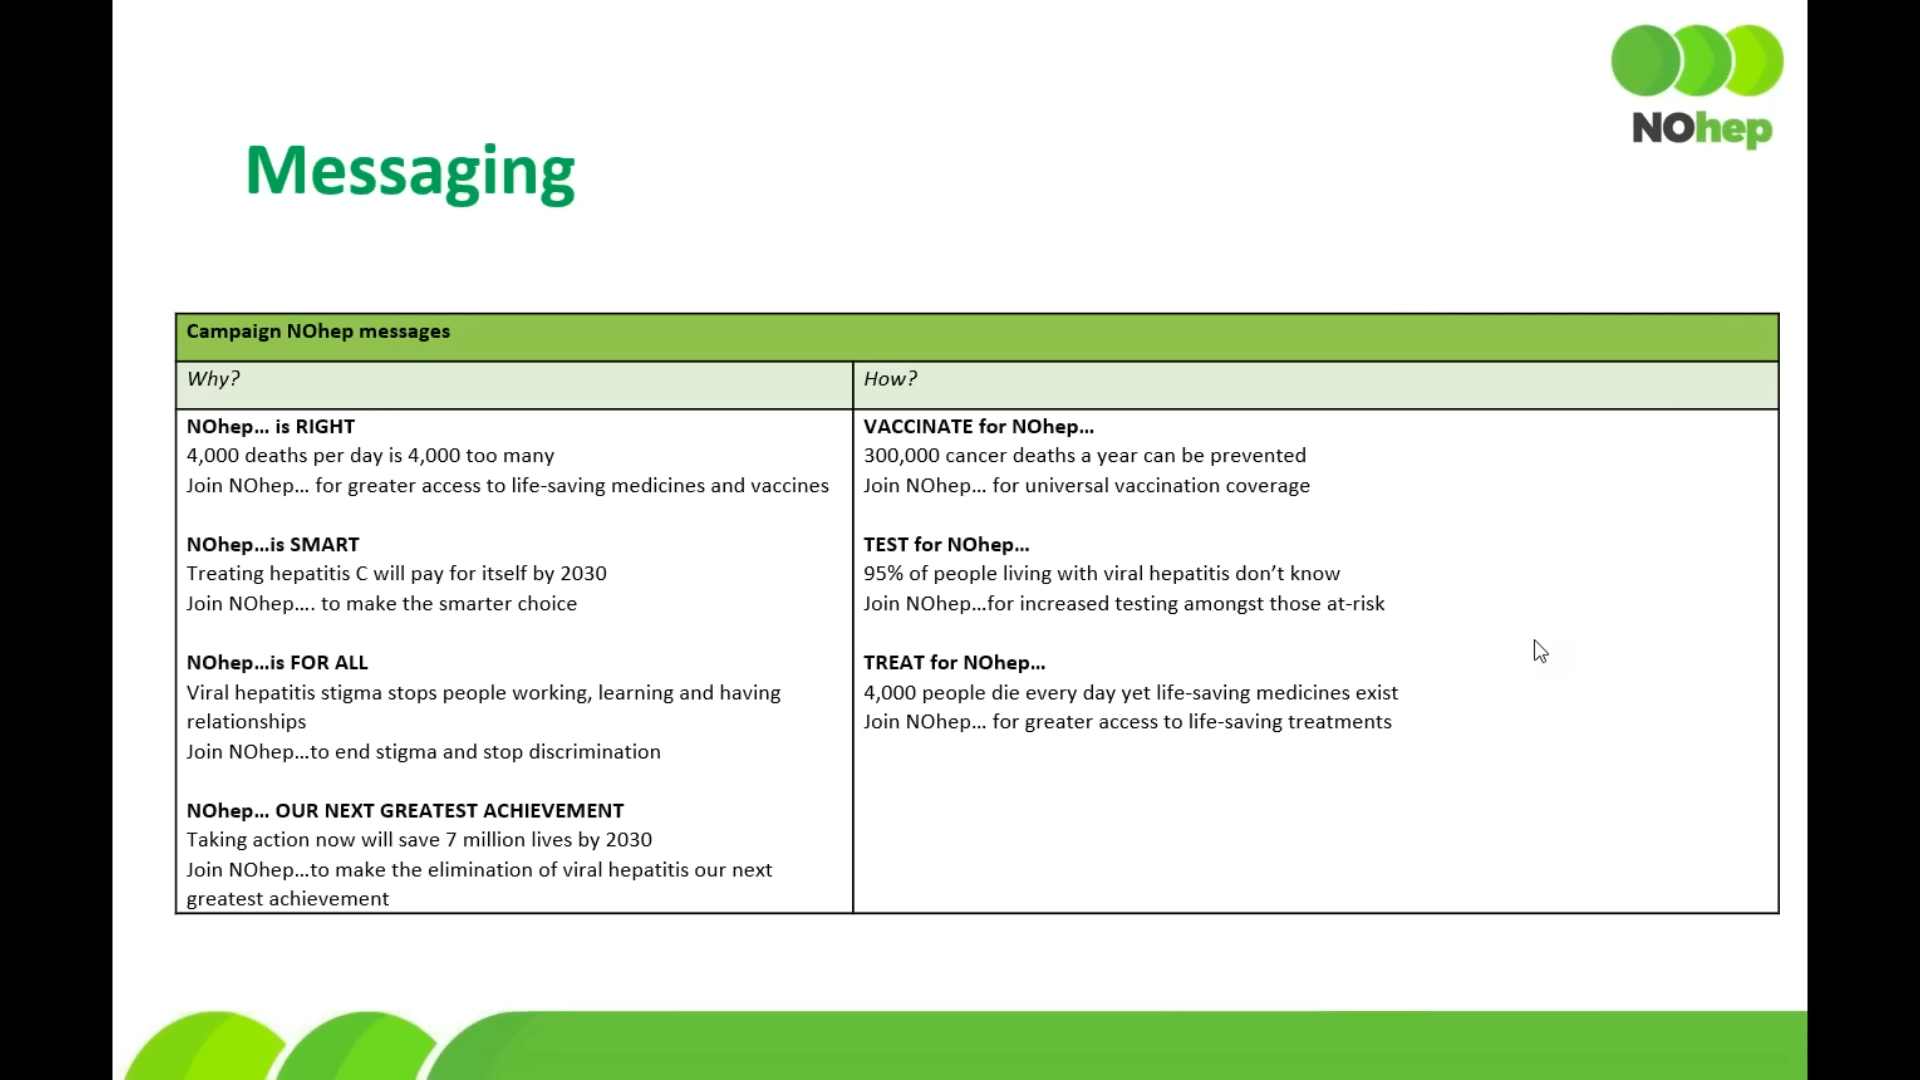 NOhep
Messaging
Campaign NOhep messages
Why?
How?
NOhep... is RIGHT
4,000 deaths per day is 4,000 too many
Join NOhep... for greater access to life-saving medicines and vaccines
NOhep...is SMART
Treating hepatitis C will pay for itself by 2030
Join NOhep.... to make the smarter choice
NOhep...is FOR ALL
Viral hepatitis stigma stops people working, learning and having
relationships
Join NOhep...to end stigma and stop discrimination
NOhep... OUR NEXT GREATEST ACHIEVEMENT
Taking action now will save 7 million lives by 2030
Join NOhep...to make the elimination of viral hepatitis our next
greatest achievement
VACCINATE for NOhep...
300,000 cancer deaths a year can be prevented
Join NOhep... for universal vaccination coverage
TEST for NOhep...
95% of people living with viral hepatitis don’t know
Join NOhep...for increased testing amongst those at-risk
TREAT for NOhep...
4,000 people die every day yet life-saving medicines exist
Join NOhep... for greater access to life-saving treatments